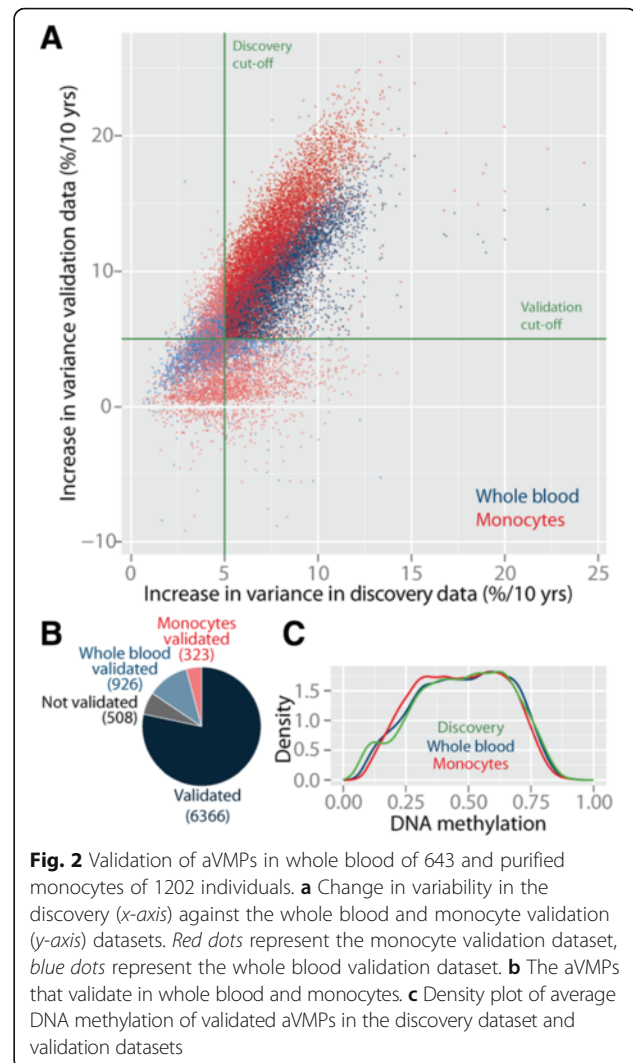 A
Discovery
cut-off
Increase in variance validation data (%/10 yrs)
20
10
0
−10
Validation
cut-off
Whole blood
Monocytes
0
5
10
15
20
25
Increase in variance in discovery data (%/10 yrs)
B
Monocytes
validated
(323)
Whole blood
validated
(926)
Not validated
(508)
Validated
(6366)
C
Density
1.5
1.0
0.5
0.0
Discovery
Whole blood
Monocytes
0.00
0.25
0.50
0.75
1.00
DNA methylation
Fig. 2 Validation of aVMPs in whole blood of 643 and purified
monocytes of 1202 individuals. a Change in variability in the
discovery (x-axis) against the whole blood and monocyte validation
(y-axis) datasets. Red dots represent the monocyte validation dataset,
blue dots represent the whole blood validation dataset. b The aVMPs
that validate in whole blood and monocytes. c Density plot of average
DNA methylation of validated aVMPs in the discovery dataset and
validation datasets